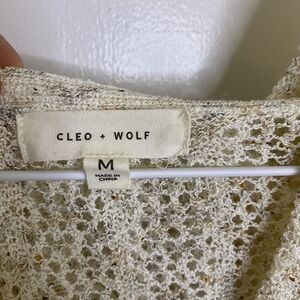 CLEO + WOLF
M
MADE IN
CHINA